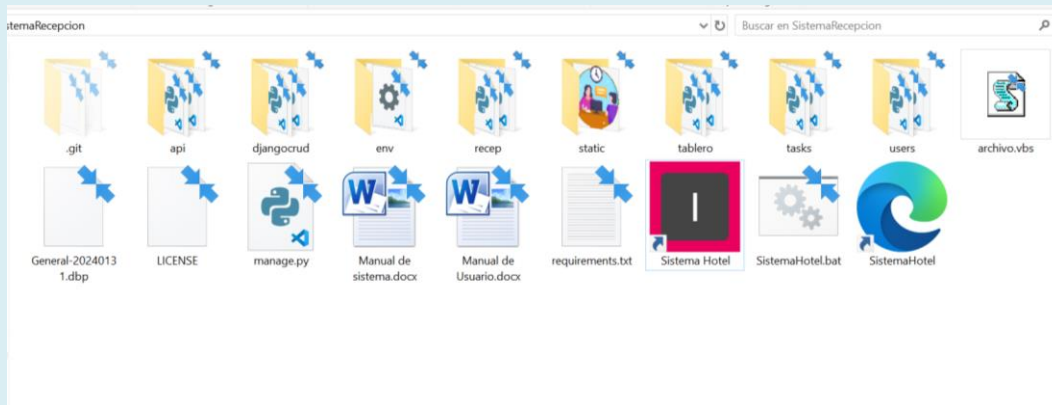 stemaRecepcion
Buscar en SistemaRecepcion
.git
api
djangocrud
env
recep
static
tablero
tasks
users
archivo.vbs
General-2024013
1.dbp
LICENSE
manage.py
Manual de
sistema.docx
Manual de
Usuario.docx
requirements.txt
Sistema Hotel
SistemaHotel.bat
SistemaHotel